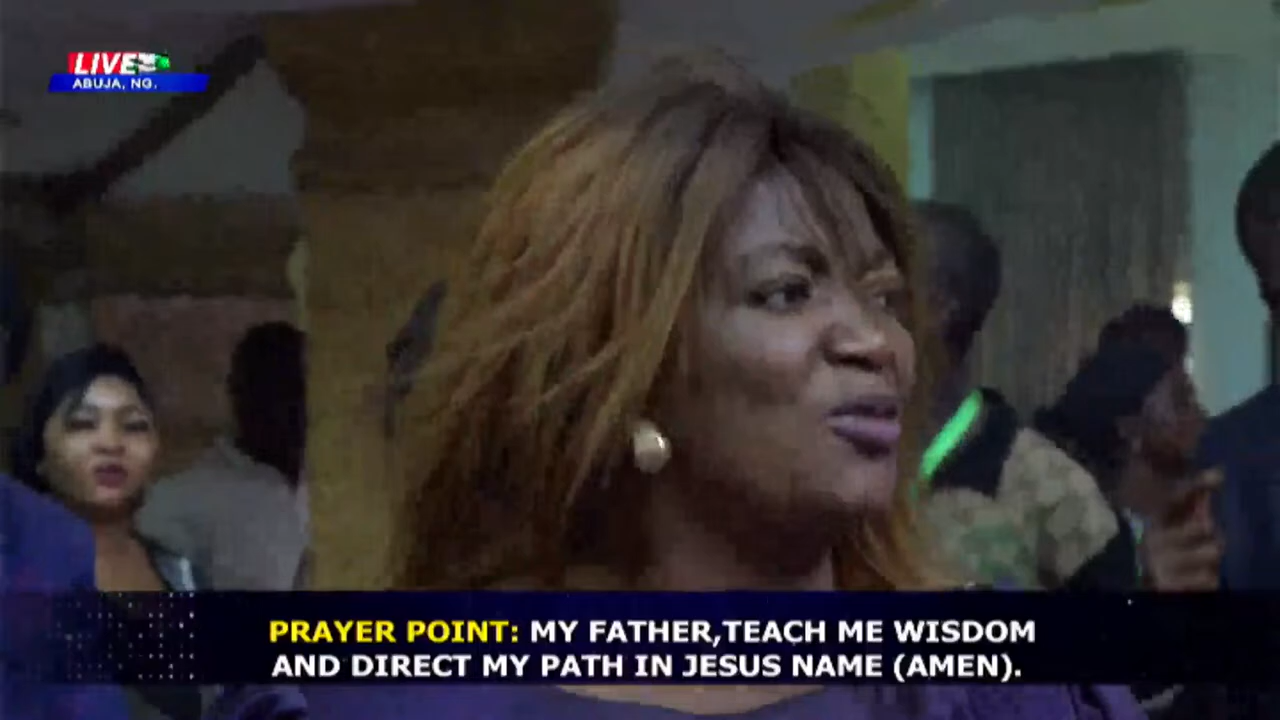 LIVE
ABUJA, NG.
PRAYER POINT: MY FATHER,TEACH ME WISDOM
AND DIRECT MY PATH IN JESUS NAME (AMEN).